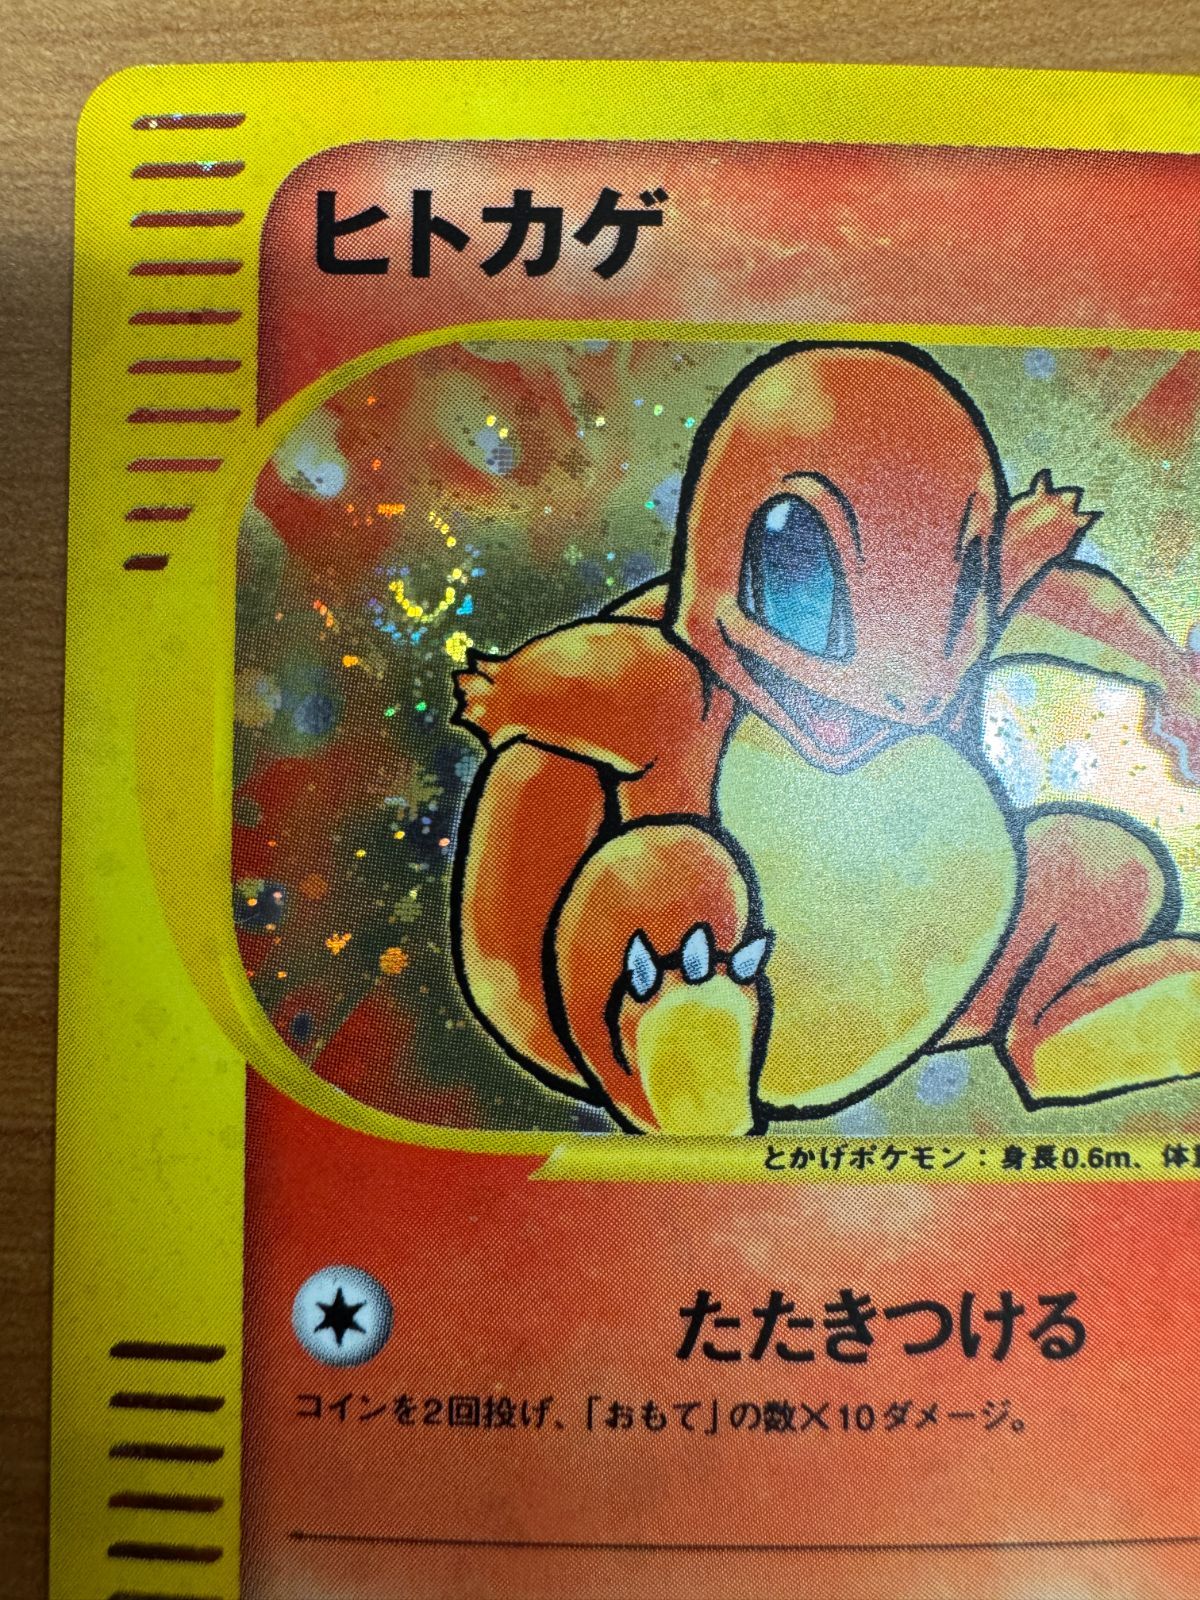 ヒトカゲ
とかげポケモン：身長0.6m、体
たたきつける
コインを2回投げ、「おもて」の数×10ダメージ。